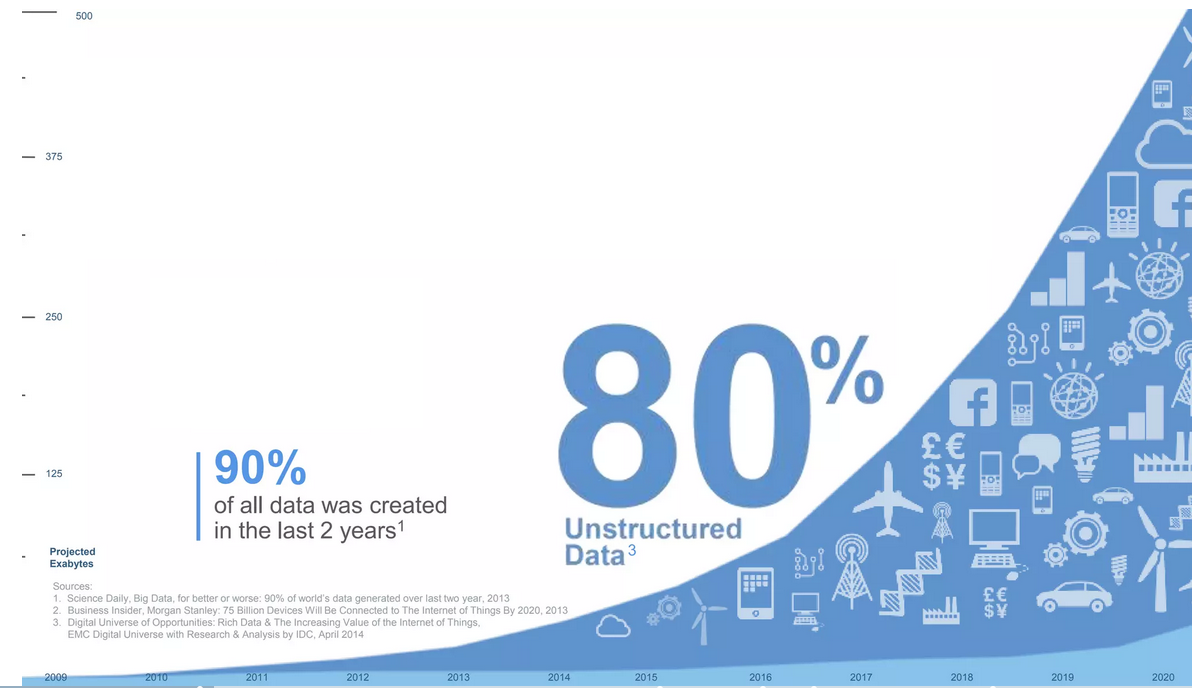 500
375
250
80%
90%
of all data was created
in the last 2 years1
125
Unstructured
Data3
Projected
Exabytes
Sources:
1. Science Daily, Big Data, for better or worse: 90% of world's data generated over last two year, 2013
2. Business Insider, Morgan Stanley: 75 Billion Devices Will Be Connected to The Internet of Things By 2020, 2013
3. Digital Universe of Opportunities: Rich Data & The Increasing Value of the Internet of Things,
EMC Digital Universe with Research & Analysis by IDC, April 2014
£€
$¥
£€
$¥
2009 2010 2011 2012 2013 2014 2015 2016 2017 2018 2019 2020